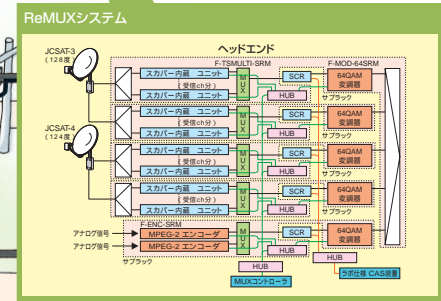 ReMUXシステム
ヘッドエンド
JCSAT-3
(128度)
F-TSMULTI-SRM
F-MOD-64SRM
スカパー内蔵 ユニット
(受信ch分)
スカパー内蔵 ユニット
MUX
SCR
HUB
64QAM
変調器
サブラック
スカパー内蔵 ユニット
(受信ch分)
スカパー内蔵 ユニット
MUX
SCR
HUB
64QAM
変調器
サブラック
JCSAT-4
(124度)
スカパー内蔵 ユニット
(受信ch分)
スカパー内蔵 ユニット
MUX
SCR
HUB
64QAM
変調器
サブラック
スカパー内蔵 ユニット
(受信ch分)
スカパー内蔵 ユニット
MUX
SCR
HUB
64QAM
変調器
サブラック
F-ENC-SRM
アナログ信号
MPEG-2 エンコーダ
アナログ信号
MPEG-2 エンコーダ
MUX
SCR
HUB
64QAM
変調器
サブラック
HUB
HUB
MUXコントローラ
ラボ仕様 CAS装置